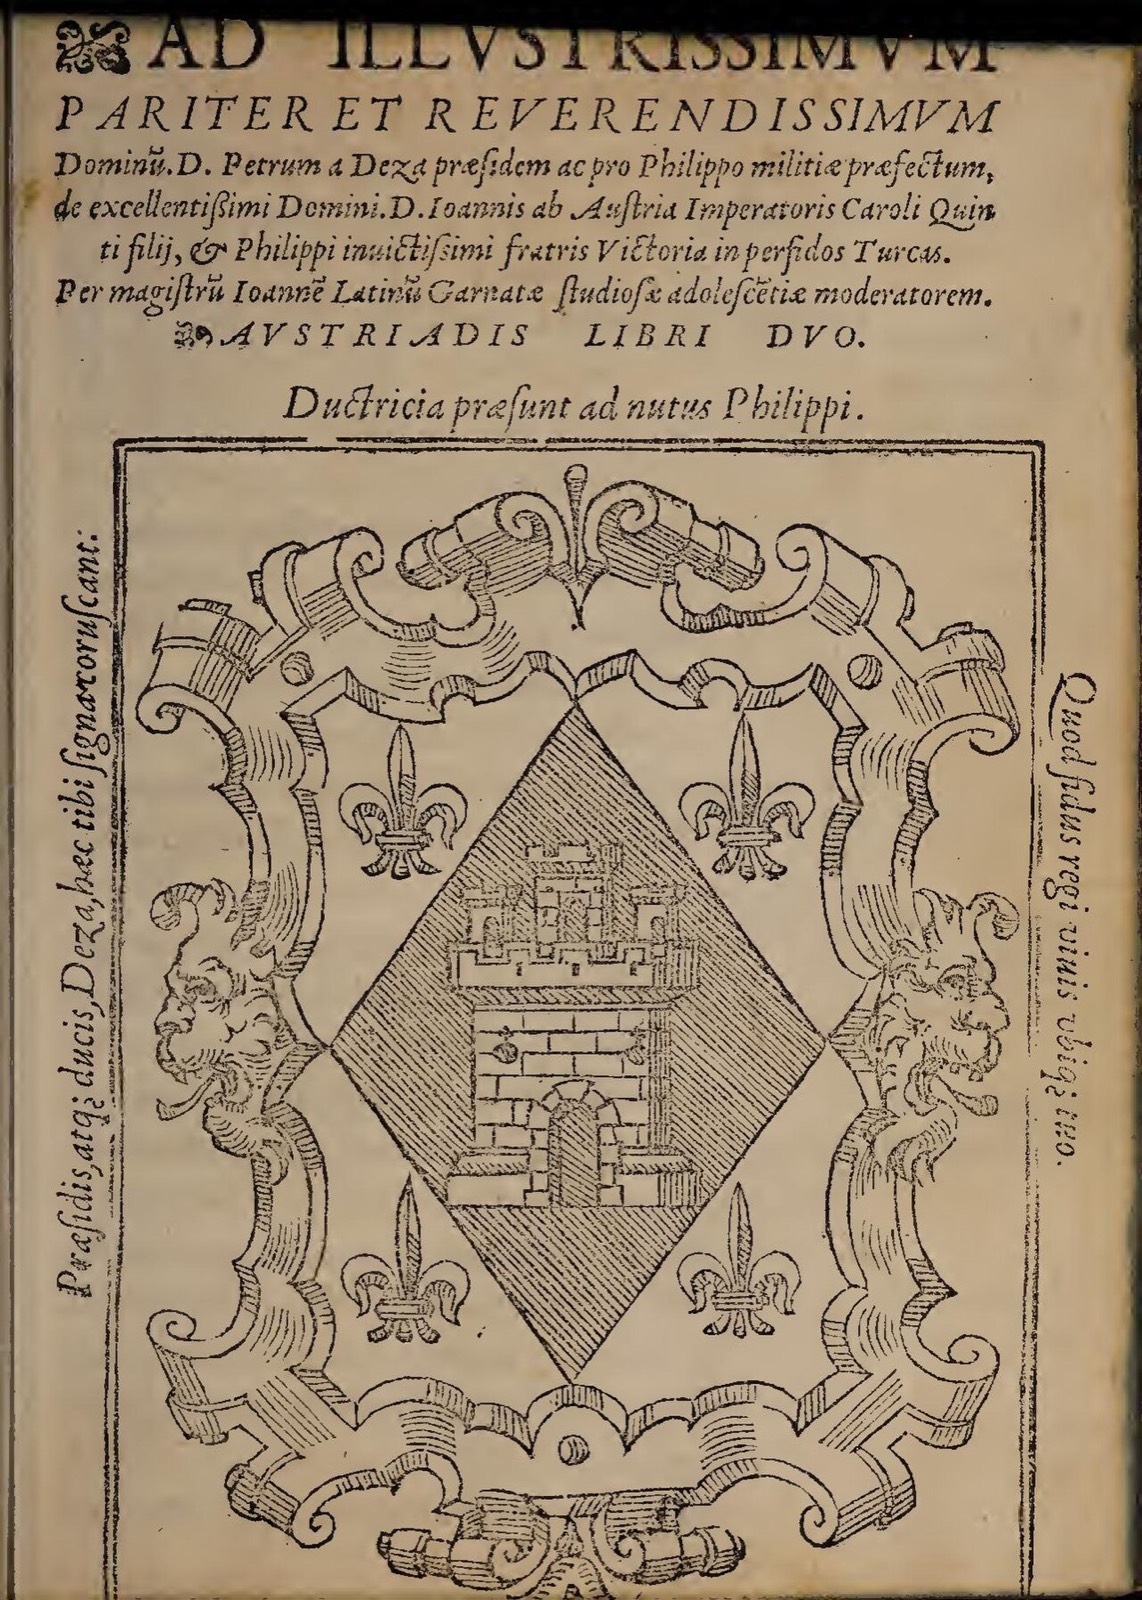 AD ILLVSTRISSIMVM
PARITER ET REVERENDISSIMVM
Dominū.D. Petrum a Deza præſidem ac pro Philippo militiæ præfectum,
de excellentiſsimi Domini.D.Ioannis ab Auſtria Imperatoris Caroli Quin
ti filij, & Philippi inuictiſsimi fratris Victoria in perfidos Turcas.
Per magiſtrū Ioannē Latinū Garnatæ ſtudioſæ adoleſcētiæ moderatorem.
AVSTRIADIS LIBRI DVO.
Ductricia præſunt ad nutus Philippi.
Præſidis, atq; ducis, Deza, hæc tibi ſigna coruſcant:
Quod fidus regi viuis vbiq; tuo.